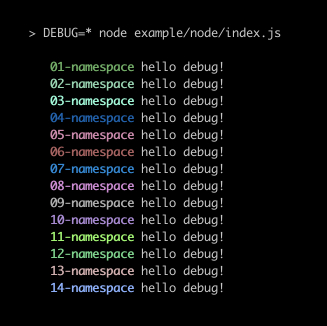 > DEBUG=* node example/node/index.js
01-namespace hello debug!
02-namespace hello debug!
03-namespace hello debug!
04-namespace hello debug!
05-namespace hello debug!
06-namespace hello debug!
07-namespace hello debug!
08-namespace hello debug!
09-namespace hello debug!
10-namespace hello debug!
11-namespace hello debug!
12-namespace hello debug!
13-namespace hello debug!
14-namespace hello debug!